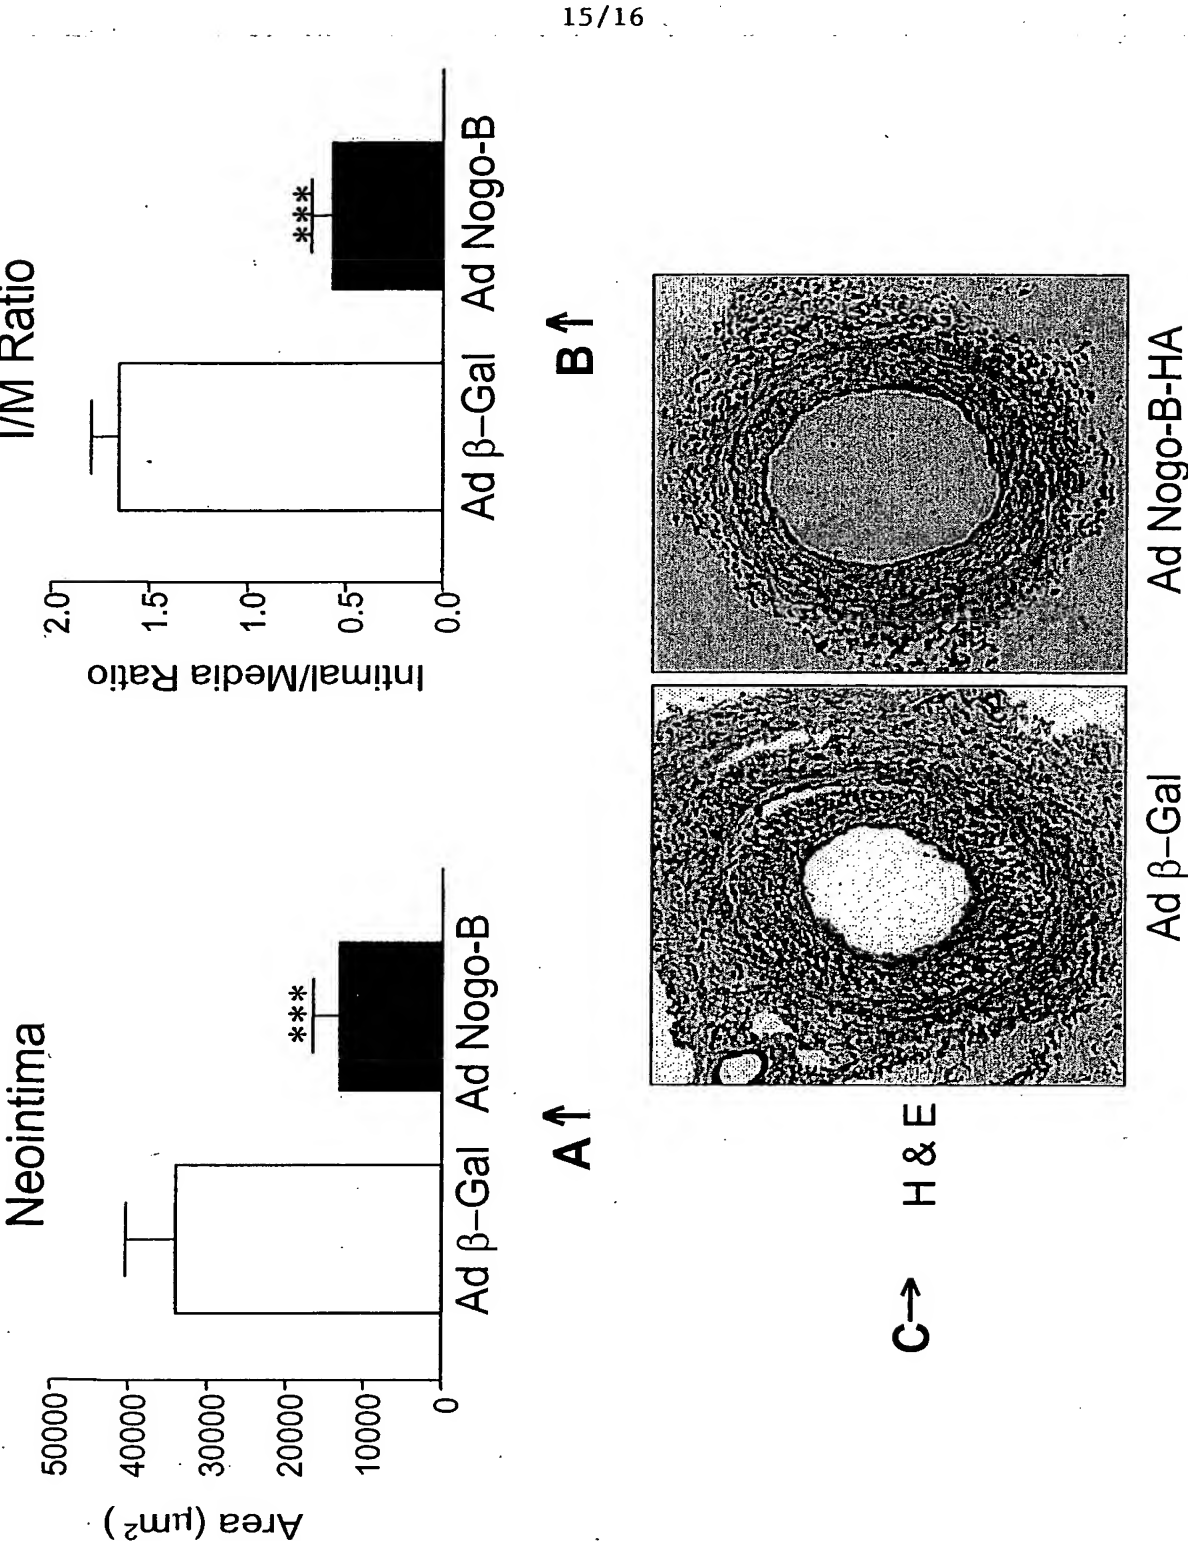 15/16
Neointima
Area (μm²)
50000
40000
30000
20000
10000
0
***
Ad β–Gal
Ad Nogo-B
A↑
I/M Ratio
Intimal/Media Ratio
2.0
1.5
1.0
0.5
0.0
***
Ad β–Gal
Ad Nogo-B
B↑
C→
H & E
Ad β–Gal
Ad Nogo-B-HA